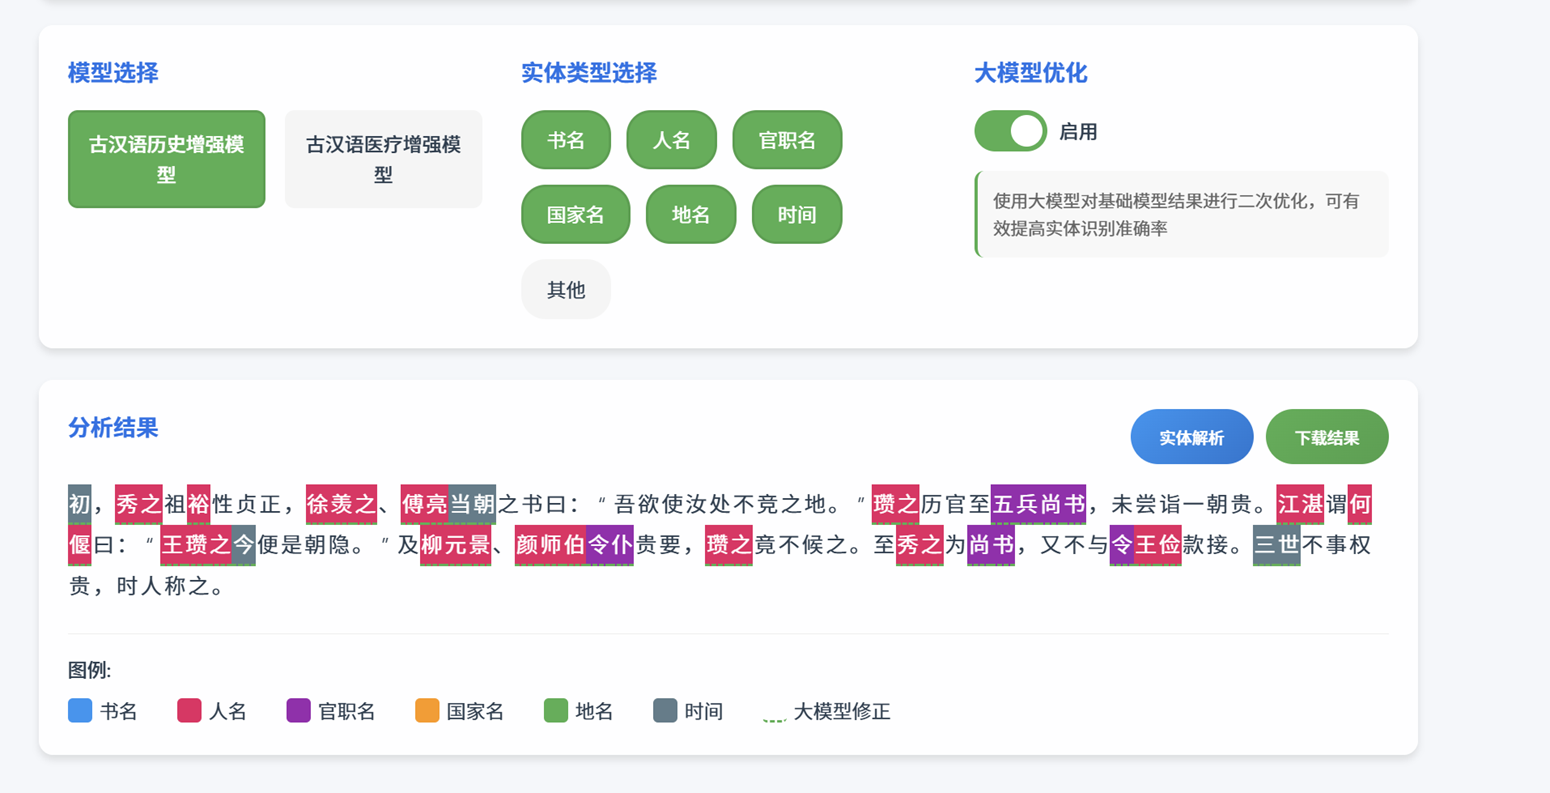 模型选择
古汉语历史增强模
型
古汉语医疗增强模
型
实体类型选择
书名
人名
官职名
国家名
地名
时间
其他
大模型优化
启用
使用大模型对基础模型结果进行二次优化，可有
效提高实体识别准确率
分析结果
实体解析
下载结果
初，秀之祖裕性贞正，徐羡之、傅亮当朝之书曰：“吾欲使汝处不竞之地。”瓒之历官至五兵尚书，未尝诣一朝贵。江湛谓何
偃曰：“王瓒之今便是朝隐。”及柳元景、颜师伯令仆贵要，瓒之竟不候之。至秀之为尚书，又不与令王俭款接。三世不事权
贵，时人称之。
图例:
书名
人名
官职名
国家名
地名
时间
大模型修正